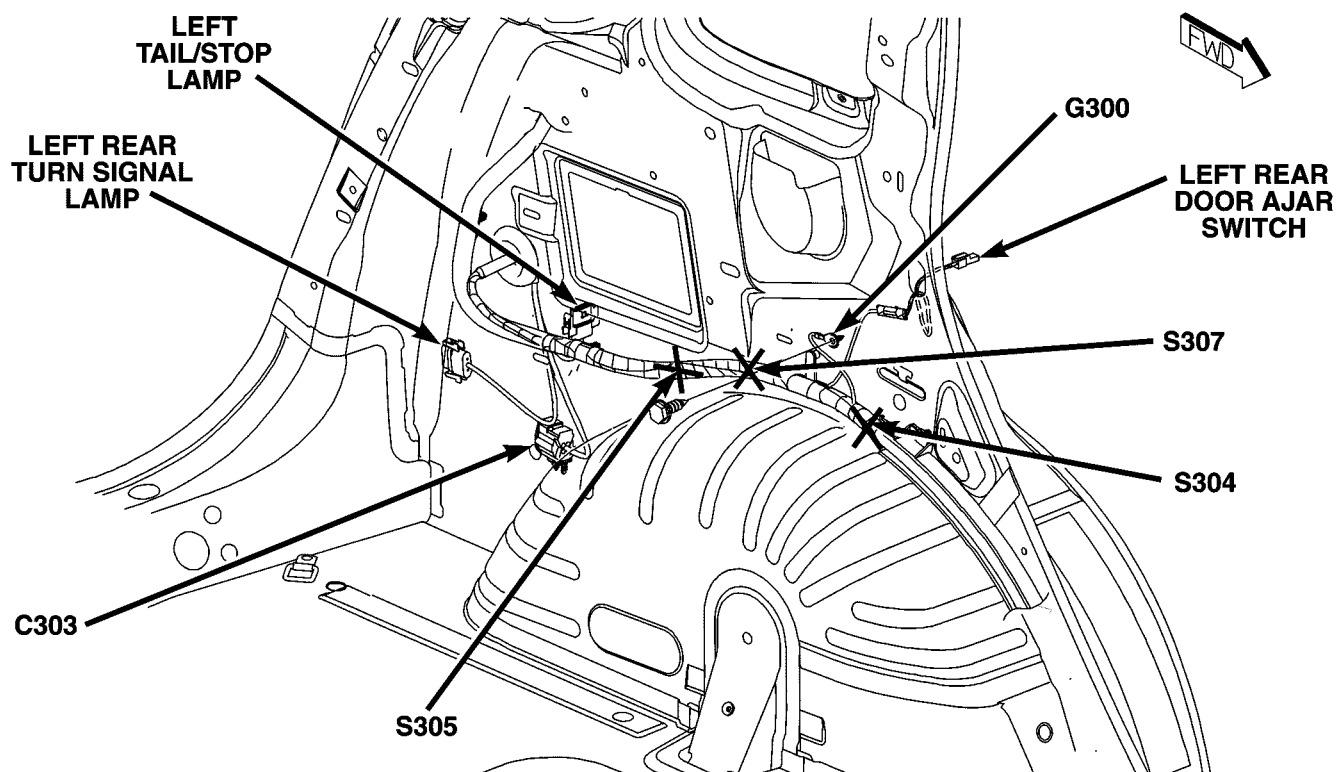 LEFT
TAIL/STOP
LAMP
FWD
G300
LEFT REAR
TURN SIGNAL
LAMP
LEFT REAR
DOOR AJAR
SWITCH
S307
S304
C303
S305